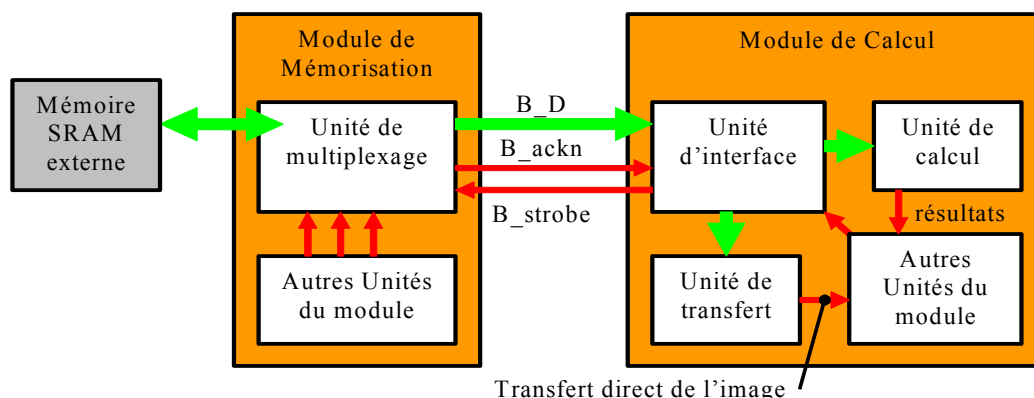 Module de
Mémorisation
Module de Calcul
Mémoire
SRAM
externe
Unité de
multiplexage
B_D
B_ackn
B_strobe
Unité
d'interface
Unité de
calcul
résultats
Autres Unités
du module
Unité de
transfert
Autres
Unités du
module
Transfert direct de l'image